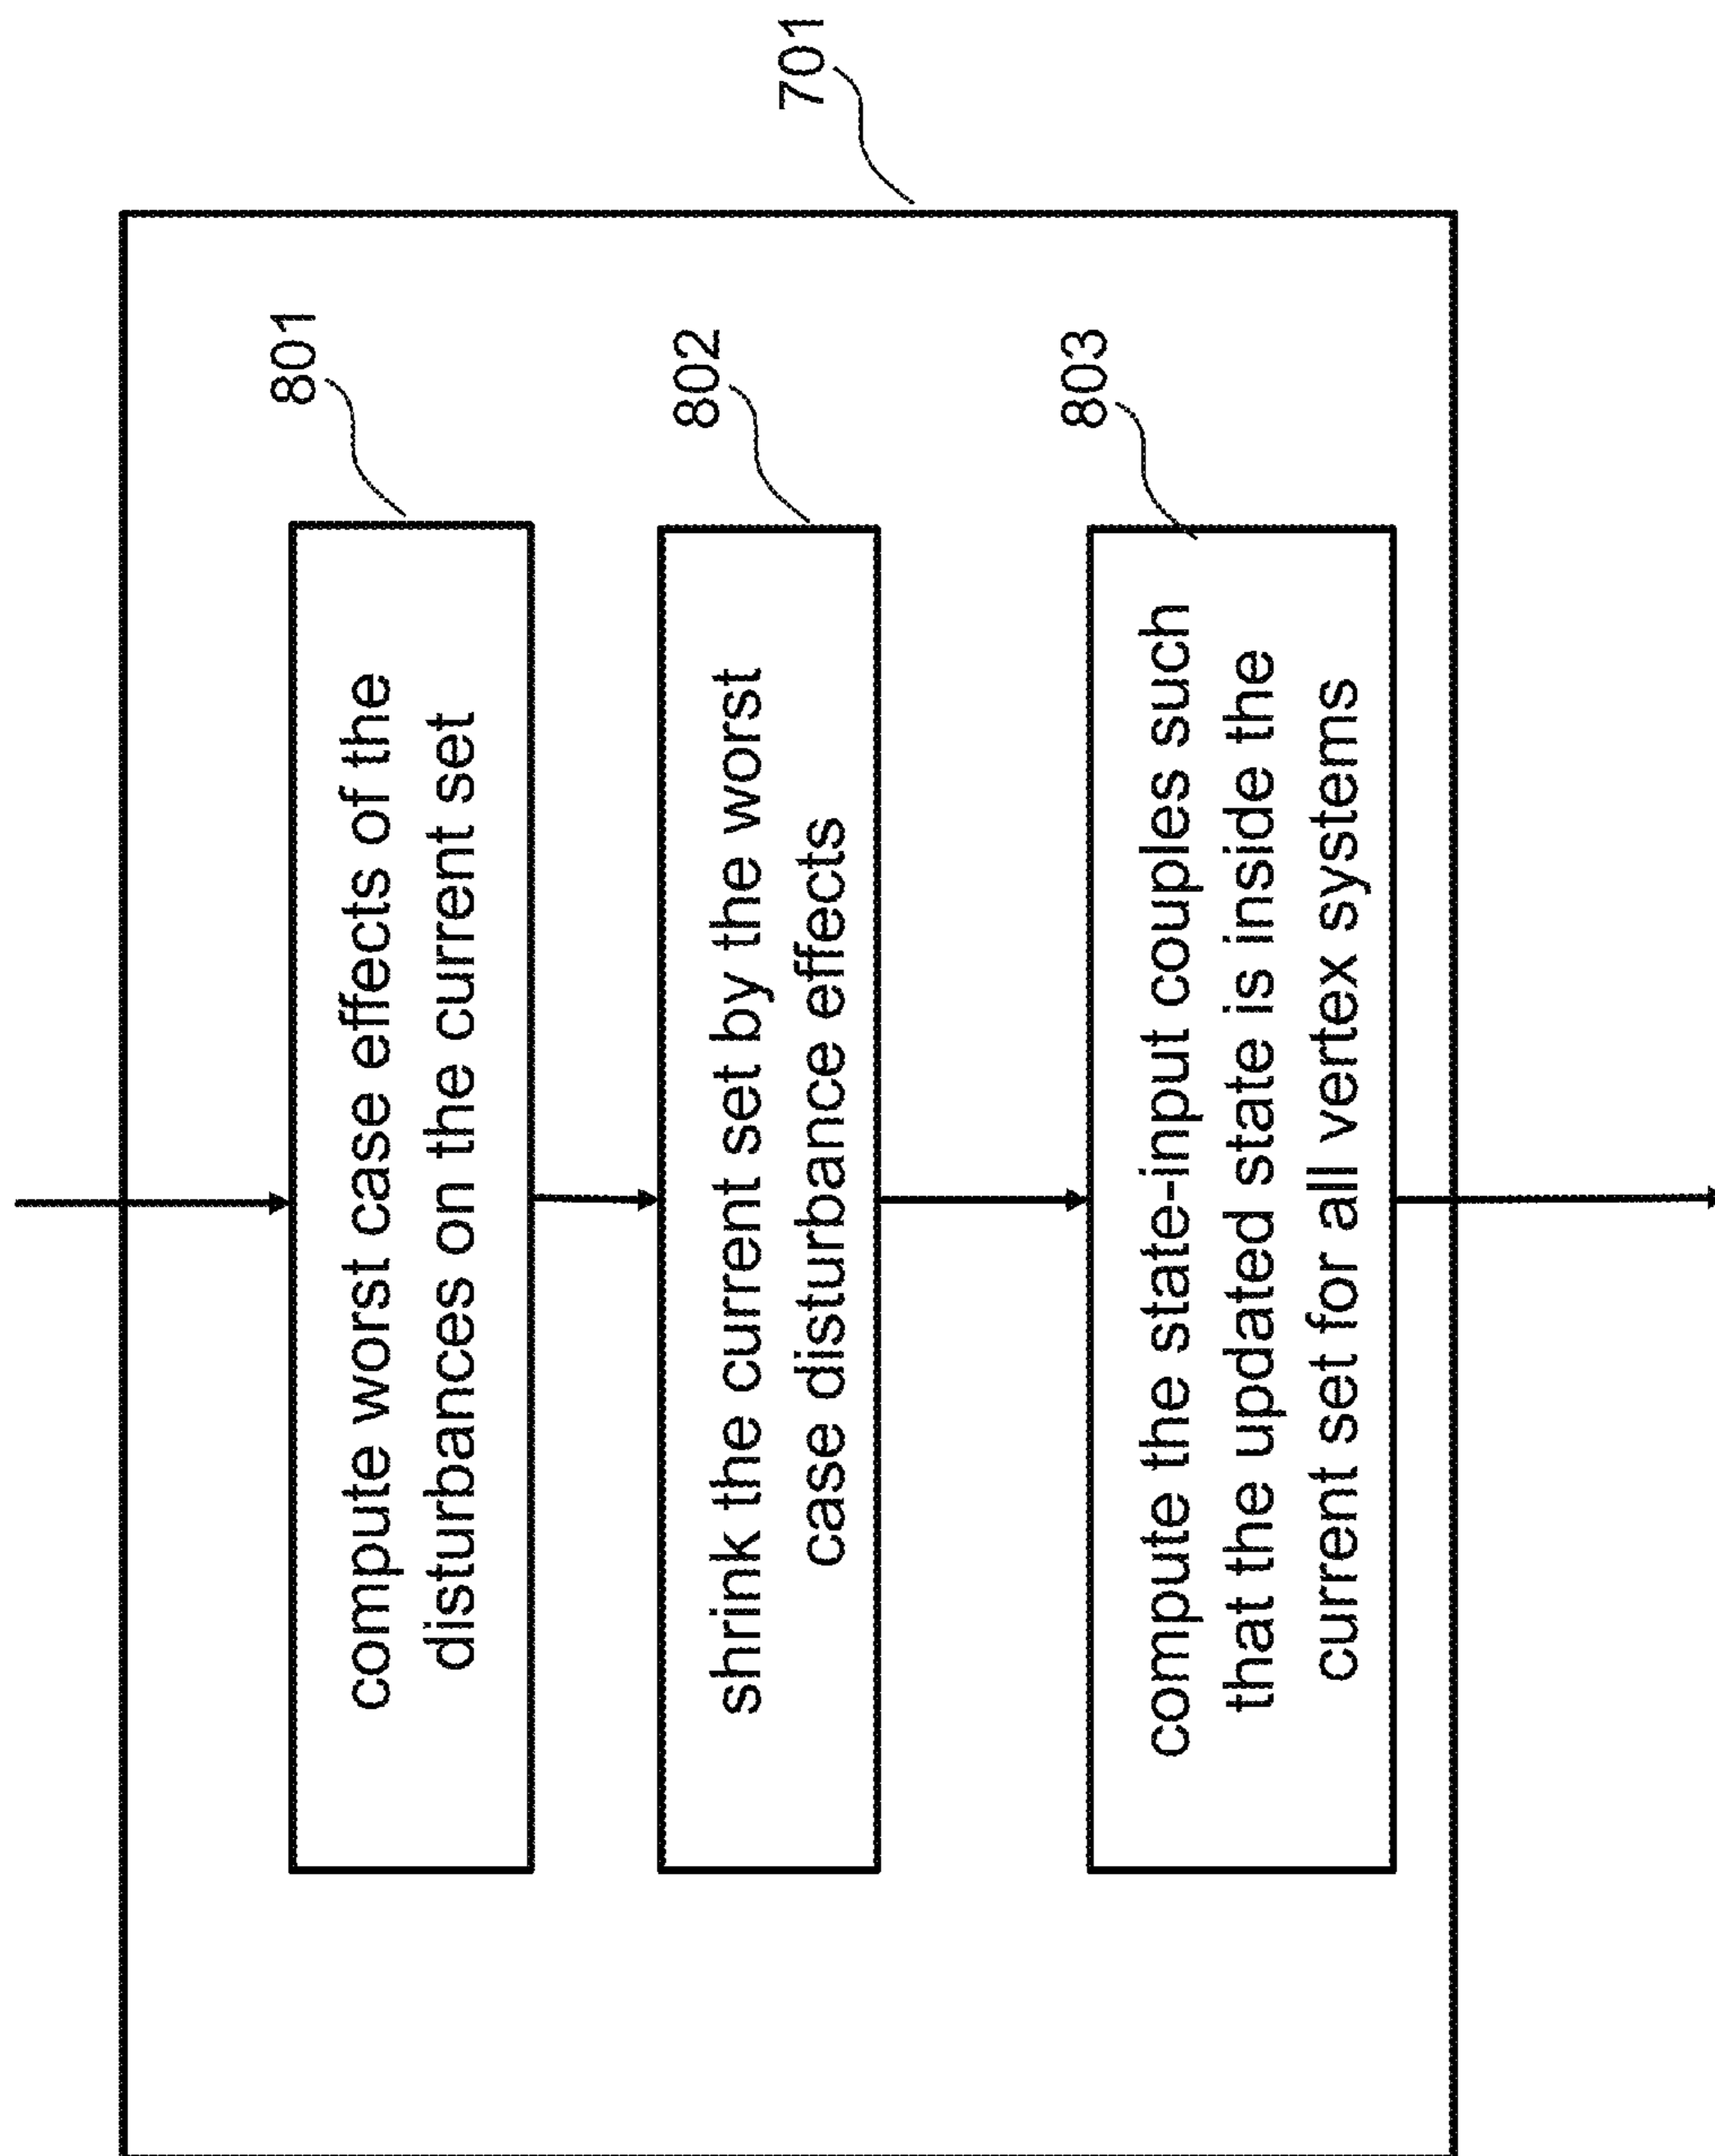 701
801
compute worst case effects of the
disturbances on the current set
802
shrink the current set by the worst
case disturbance effects
803
compute the state-input couples such
that the updated state is inside the
current set for all vertex systems